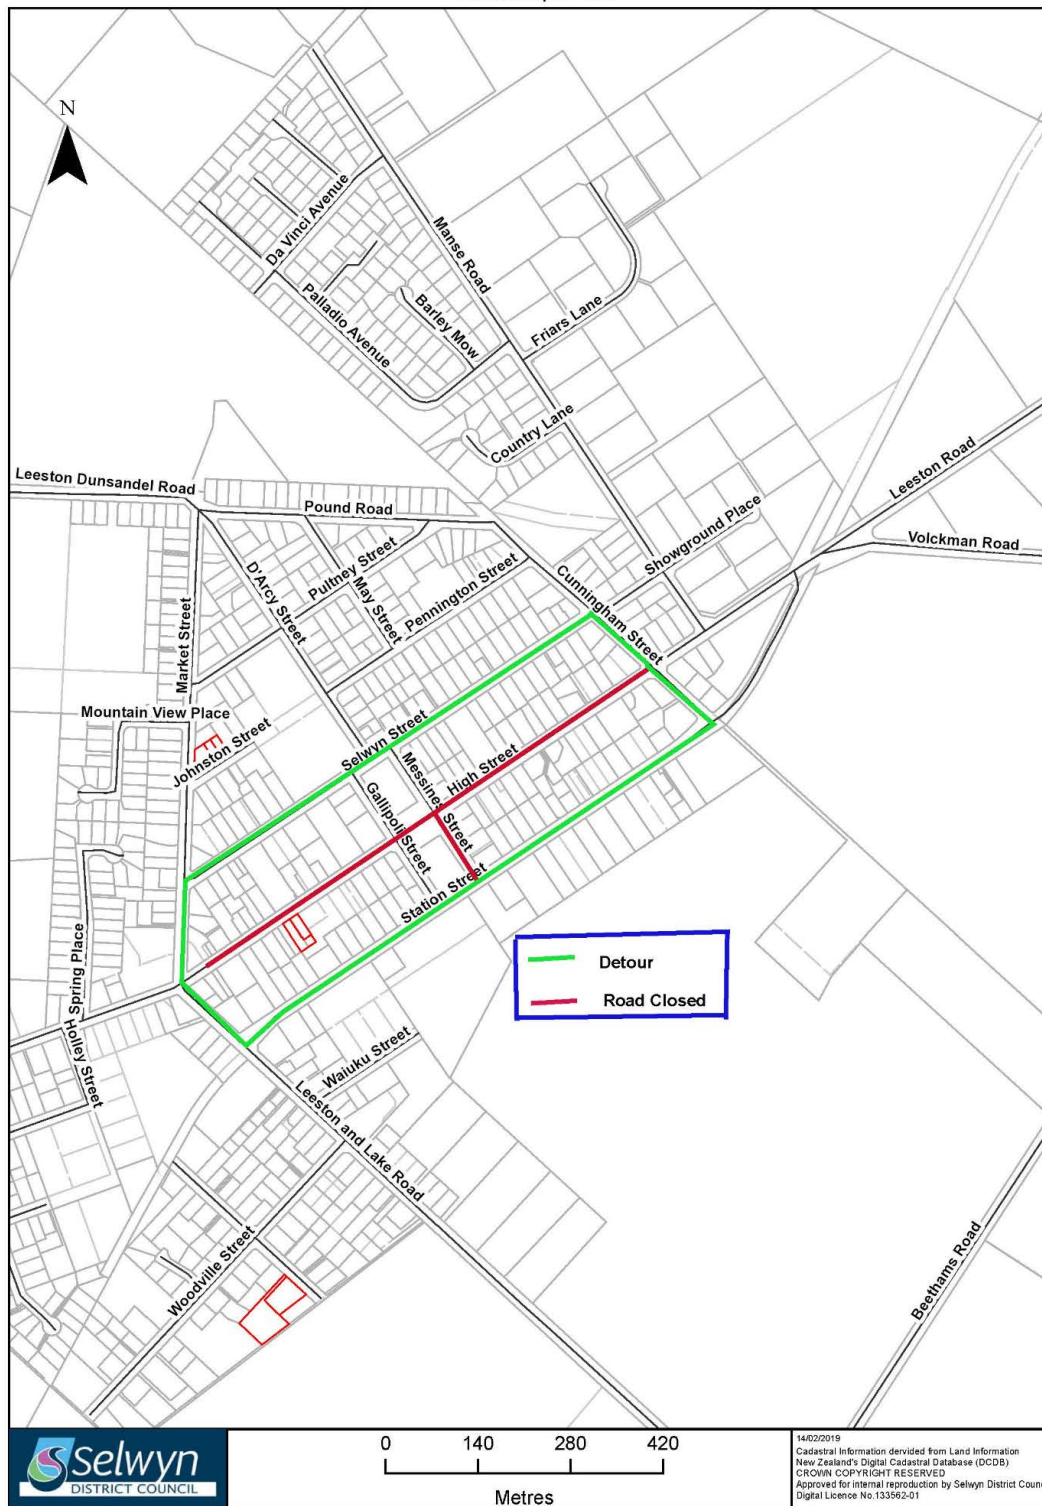 N
Da Vinci Avenue
Manse Road
Palladio Avenue
Barley Mow
Friars Lane
Country Lane
Leeston Dunsandel Road
Pound Road
Leeston Road
Volckman Road
Showground Place
Pultney Street
D'Arcy Street
May Street
Pennington Street
Cunningham Street
Market Street
Mountain View Place
Johnston Street
Selwyn Street
Messines Street
High Street
Gallipoli Street
Station Street
Spring Place
Holley Street
Detour
Road Closed
Waiuku Street
Leeston and Lake Road
Woodville Street
Beethams Road
Selwyn
DISTRICT COUNCIL
0 140 280 420
Metres
14/02/2019
Cadastral Information dervided from Land Information
New Zealand's Digital Cadastral Database (DCDB)
CROWN COPYRIGHT RESERVED
Approved for internal reproduction by Selwyn District Counc
Digital Licence No.133562-01